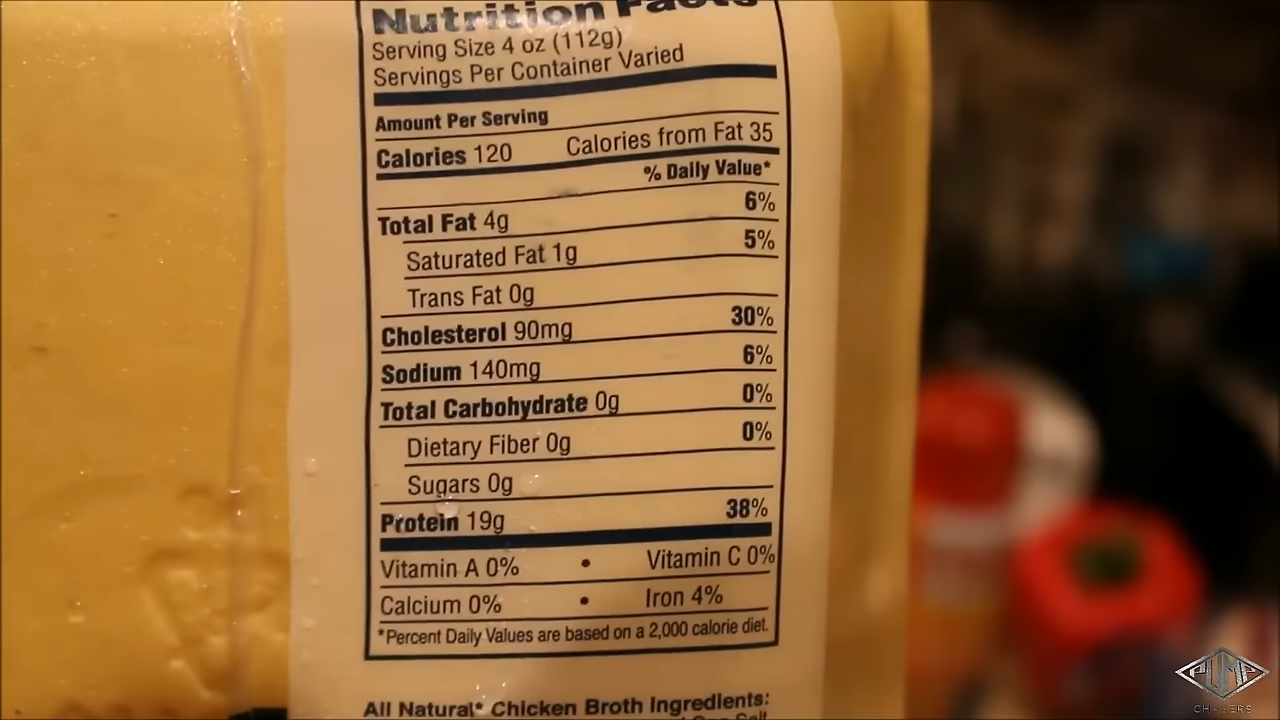 Nutrition Facts
Serving Size 4 oz (112g)
Servings Per Container Varied
Amount Per Serving
Calories 120 Calories from Fat 35
% Daily Value*
Total Fat 4g 6%
Saturated Fat 1g 5%
Trans Fat 0g
Cholesterol 90mg 30%
Sodium 140mg 6%
Total Carbohydrate 0g 0%
Dietary Fiber 0g 0%
Sugars 0g
Protein 19g 38%
Vitamin A 0% • Vitamin C 0%
Calcium 0% • Iron 4%
*Percent Daily Values are based on a 2,000 calorie diet.
All Natural* Chicken Broth Ingredients:
Salt
PUMP
CHASERS